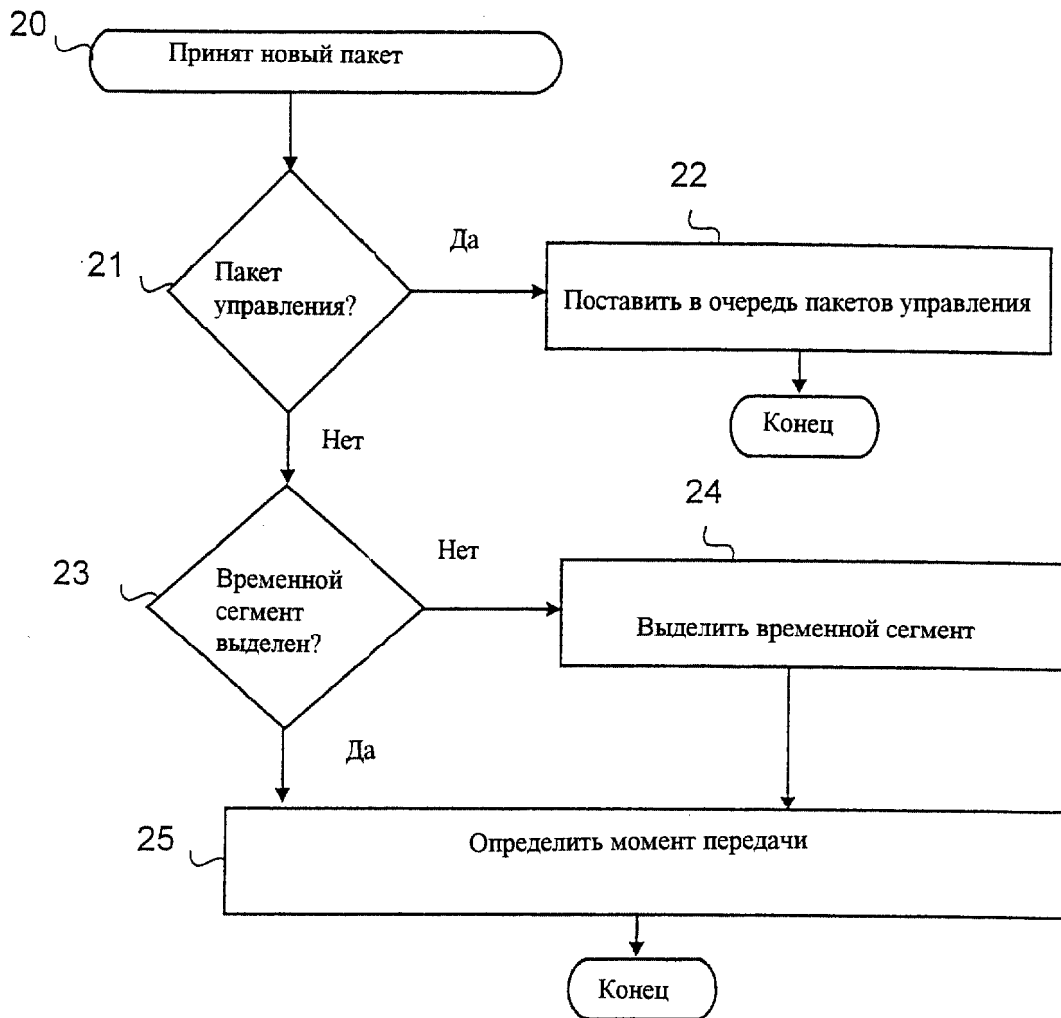 20
Принят новый пакет
21
Пакет
управления?
Да
22
Поставить в очередь пакетов управления
Конец
Нет
23
Временной
сегмент
выделен?
Нет
24
Выделить временной сегмент
Да
25
Определить момент передачи
Конец